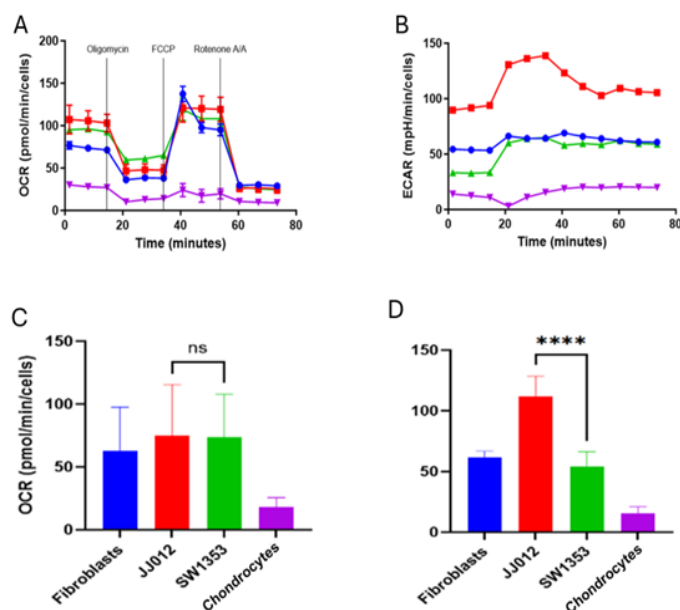 A
Oligomycin FCCP Rotenone A/A
OCR (pmol/min/cells)
200
150
100
50
0
0 20 40 60 80
Time (minutes)
B
ECAR (mpH/min/cells)
150
100
50
0
0 20 40 60 80
Time (minutes)
C
ns
OCR (pmol/min/cells)
150
100
50
0
Fibroblasts
JJ012
SW1353
Chondrocytes
D
****
150
100
50
0
Fibroblasts
JJ012
SW1353
Chondrocytes